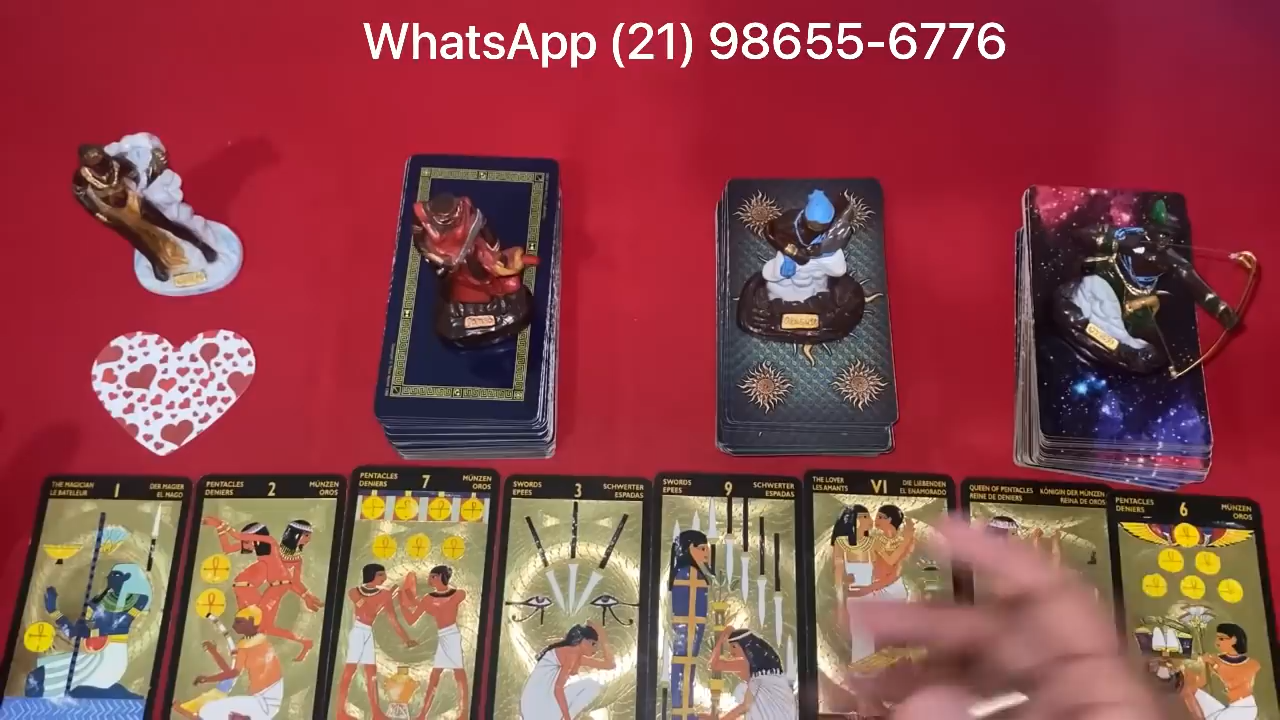 WhatsApp (21) 98655-6776
THE MAGICIAN 1 DER MAGIER
LE BATELEUR EL MAGO
PENTACLES 2 MÜNZEN
DENIERS OROS
PENTACLES 7 MÜNZEN
DENIERS OROS
SWORDS 3 SCHWERTER
EPEES ESPADAS
SWORDS 9 SCHWERTER
EPEES ESPADAS
THE LOVER VI DIE LIEBENDEN
LES AMANTS EL ENAMORADO
QUEEN OF PENTACLES KÖNIGIN DER MÜNZEN
REINE DE DENIERS REINA DE OROS
PENTACLES 6 MÜNZEN
DENIERS OROS